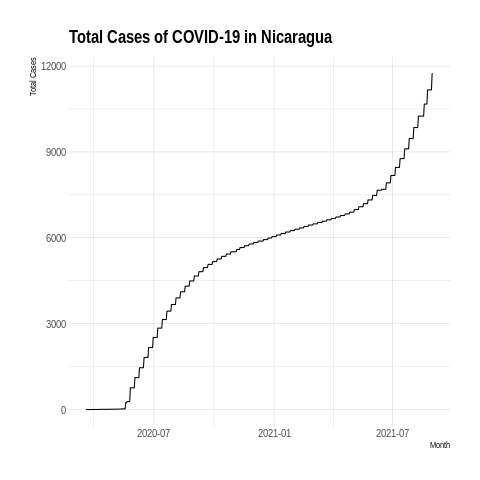 Total Cases of COVID-19 in Nicaragua
Total Cases
12000
9000
6000
3000
0
2020-07
2021-01
2021-07
Month